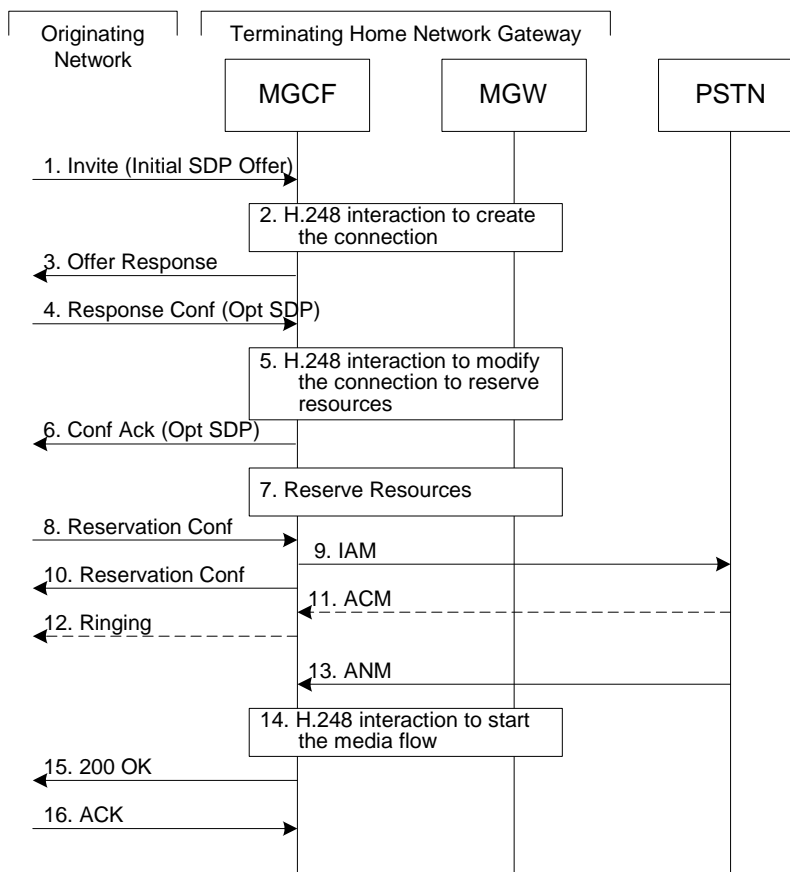 Originating
Network
Terminating Home Network Gateway
MGCF
MGW
PSTN
1. Invite (Initial SDP Offer)
2. H.248 interaction to create
the connection
3. Offer Response
4. Response Conf (Opt SDP)
5. H.248 interaction to modify
the connection to reserve
resources
6. Conf Ack (Opt SDP)
7. Reserve Resources
8. Reservation Conf
9. IAM
10. Reservation Conf
11. ACM
12. Ringing
13. ANM
14. H.248 interaction to start
the media flow
15. 200 OK
16. ACK